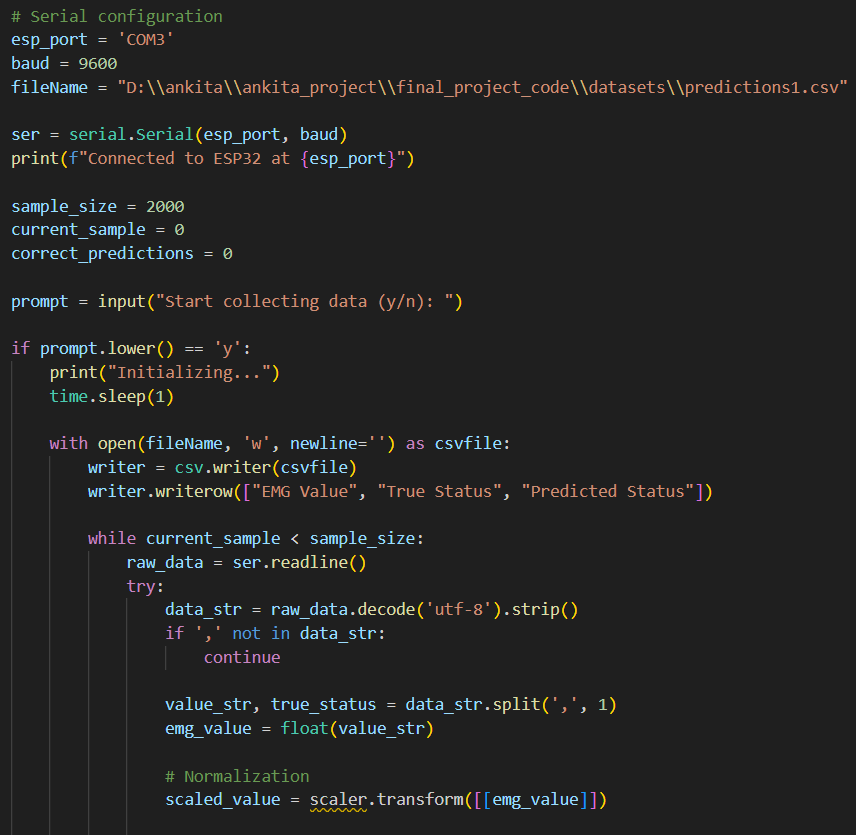 # Serial configuration
esp_port = 'COM3'
baud = 9600
fileName = "D:\\ankita\\ankita_project\\final_project_code\\datasets\\predictions1.csv"
ser = serial.Serial(esp_port, baud)
print(f"Connected to ESP32 at {esp_port}")
sample_size = 2000
current_sample = 0
correct_predictions = 0
prompt = input("Start collecting data (y/n): ")
if prompt.lower() == 'y':
    print("Initializing...")
    time.sleep(1)
    with open(fileName, 'w', newline='') as csvfile:
        writer = csv.writer(csvfile)
        writer.writerow(["EMG Value", "True Status", "Predicted Status"])
        while current_sample < sample_size:
            raw_data = ser.readline()
            try:
                data_str = raw_data.decode('utf-8').strip()
                if ',' not in data_str:
                    continue
                value_str, true_status = data_str.split(',', 1)
                emg_value = float(value_str)
                # Normalization
                scaled_value = scaler.transform([[emg_value]])